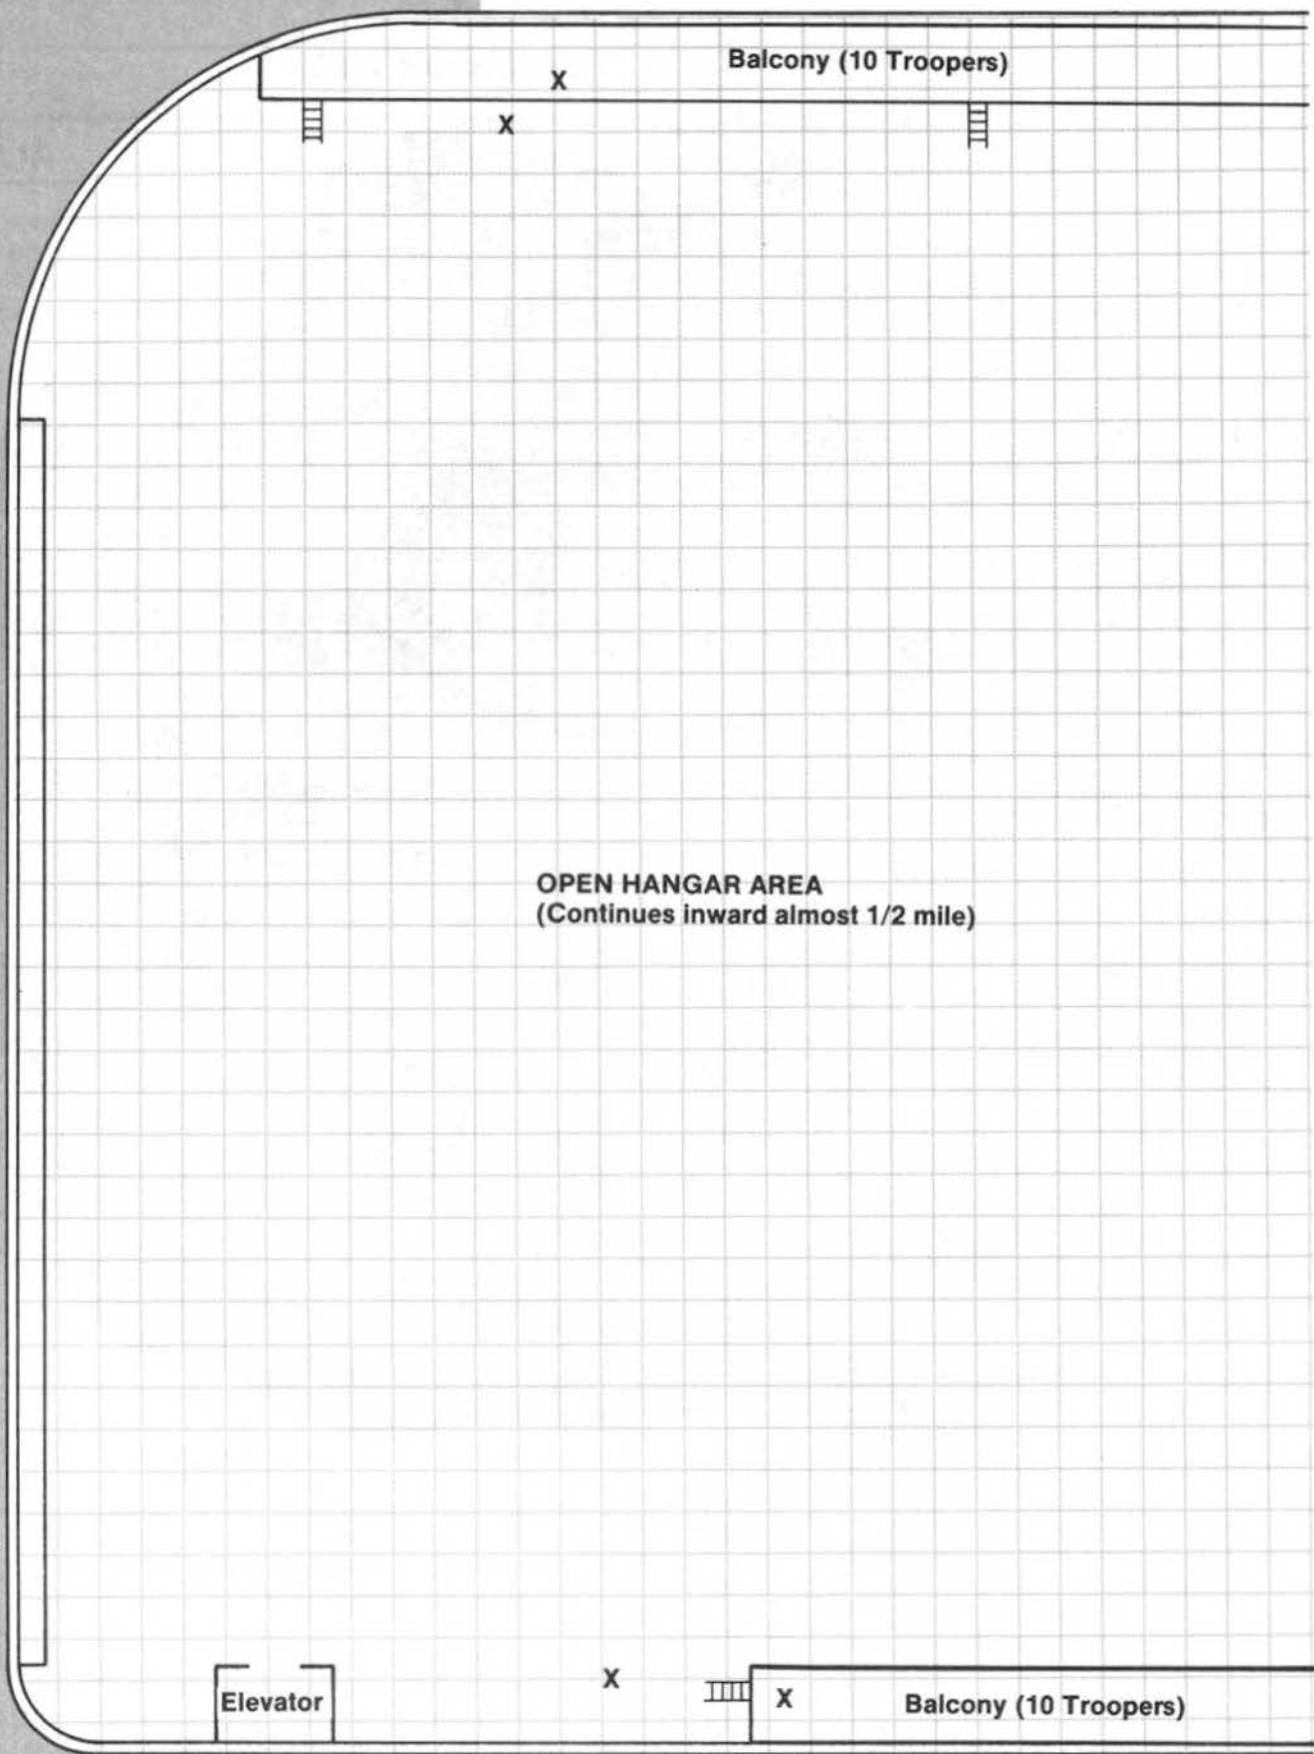 Balcony (10 Troopers)
X
X
OPEN HANGAR AREA
(Continues inward almost 1/2 mile)
X
Elevator
X
Balcony (10 Troopers)